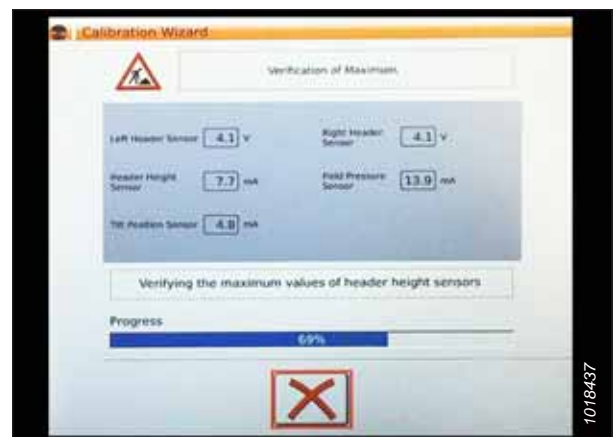 Calibration Wizard
Verification of Maximum
Left Header Sensor 4.1 V
Right Header
Sensor 4.1 V
Header Height
Sensor 7.7 mA
Field Pressure
Sensor 13.9 mA
Tilt Position Sensor 4.8 mA
Verifying the maximum values of header height sensors
Progress
69%
1018437